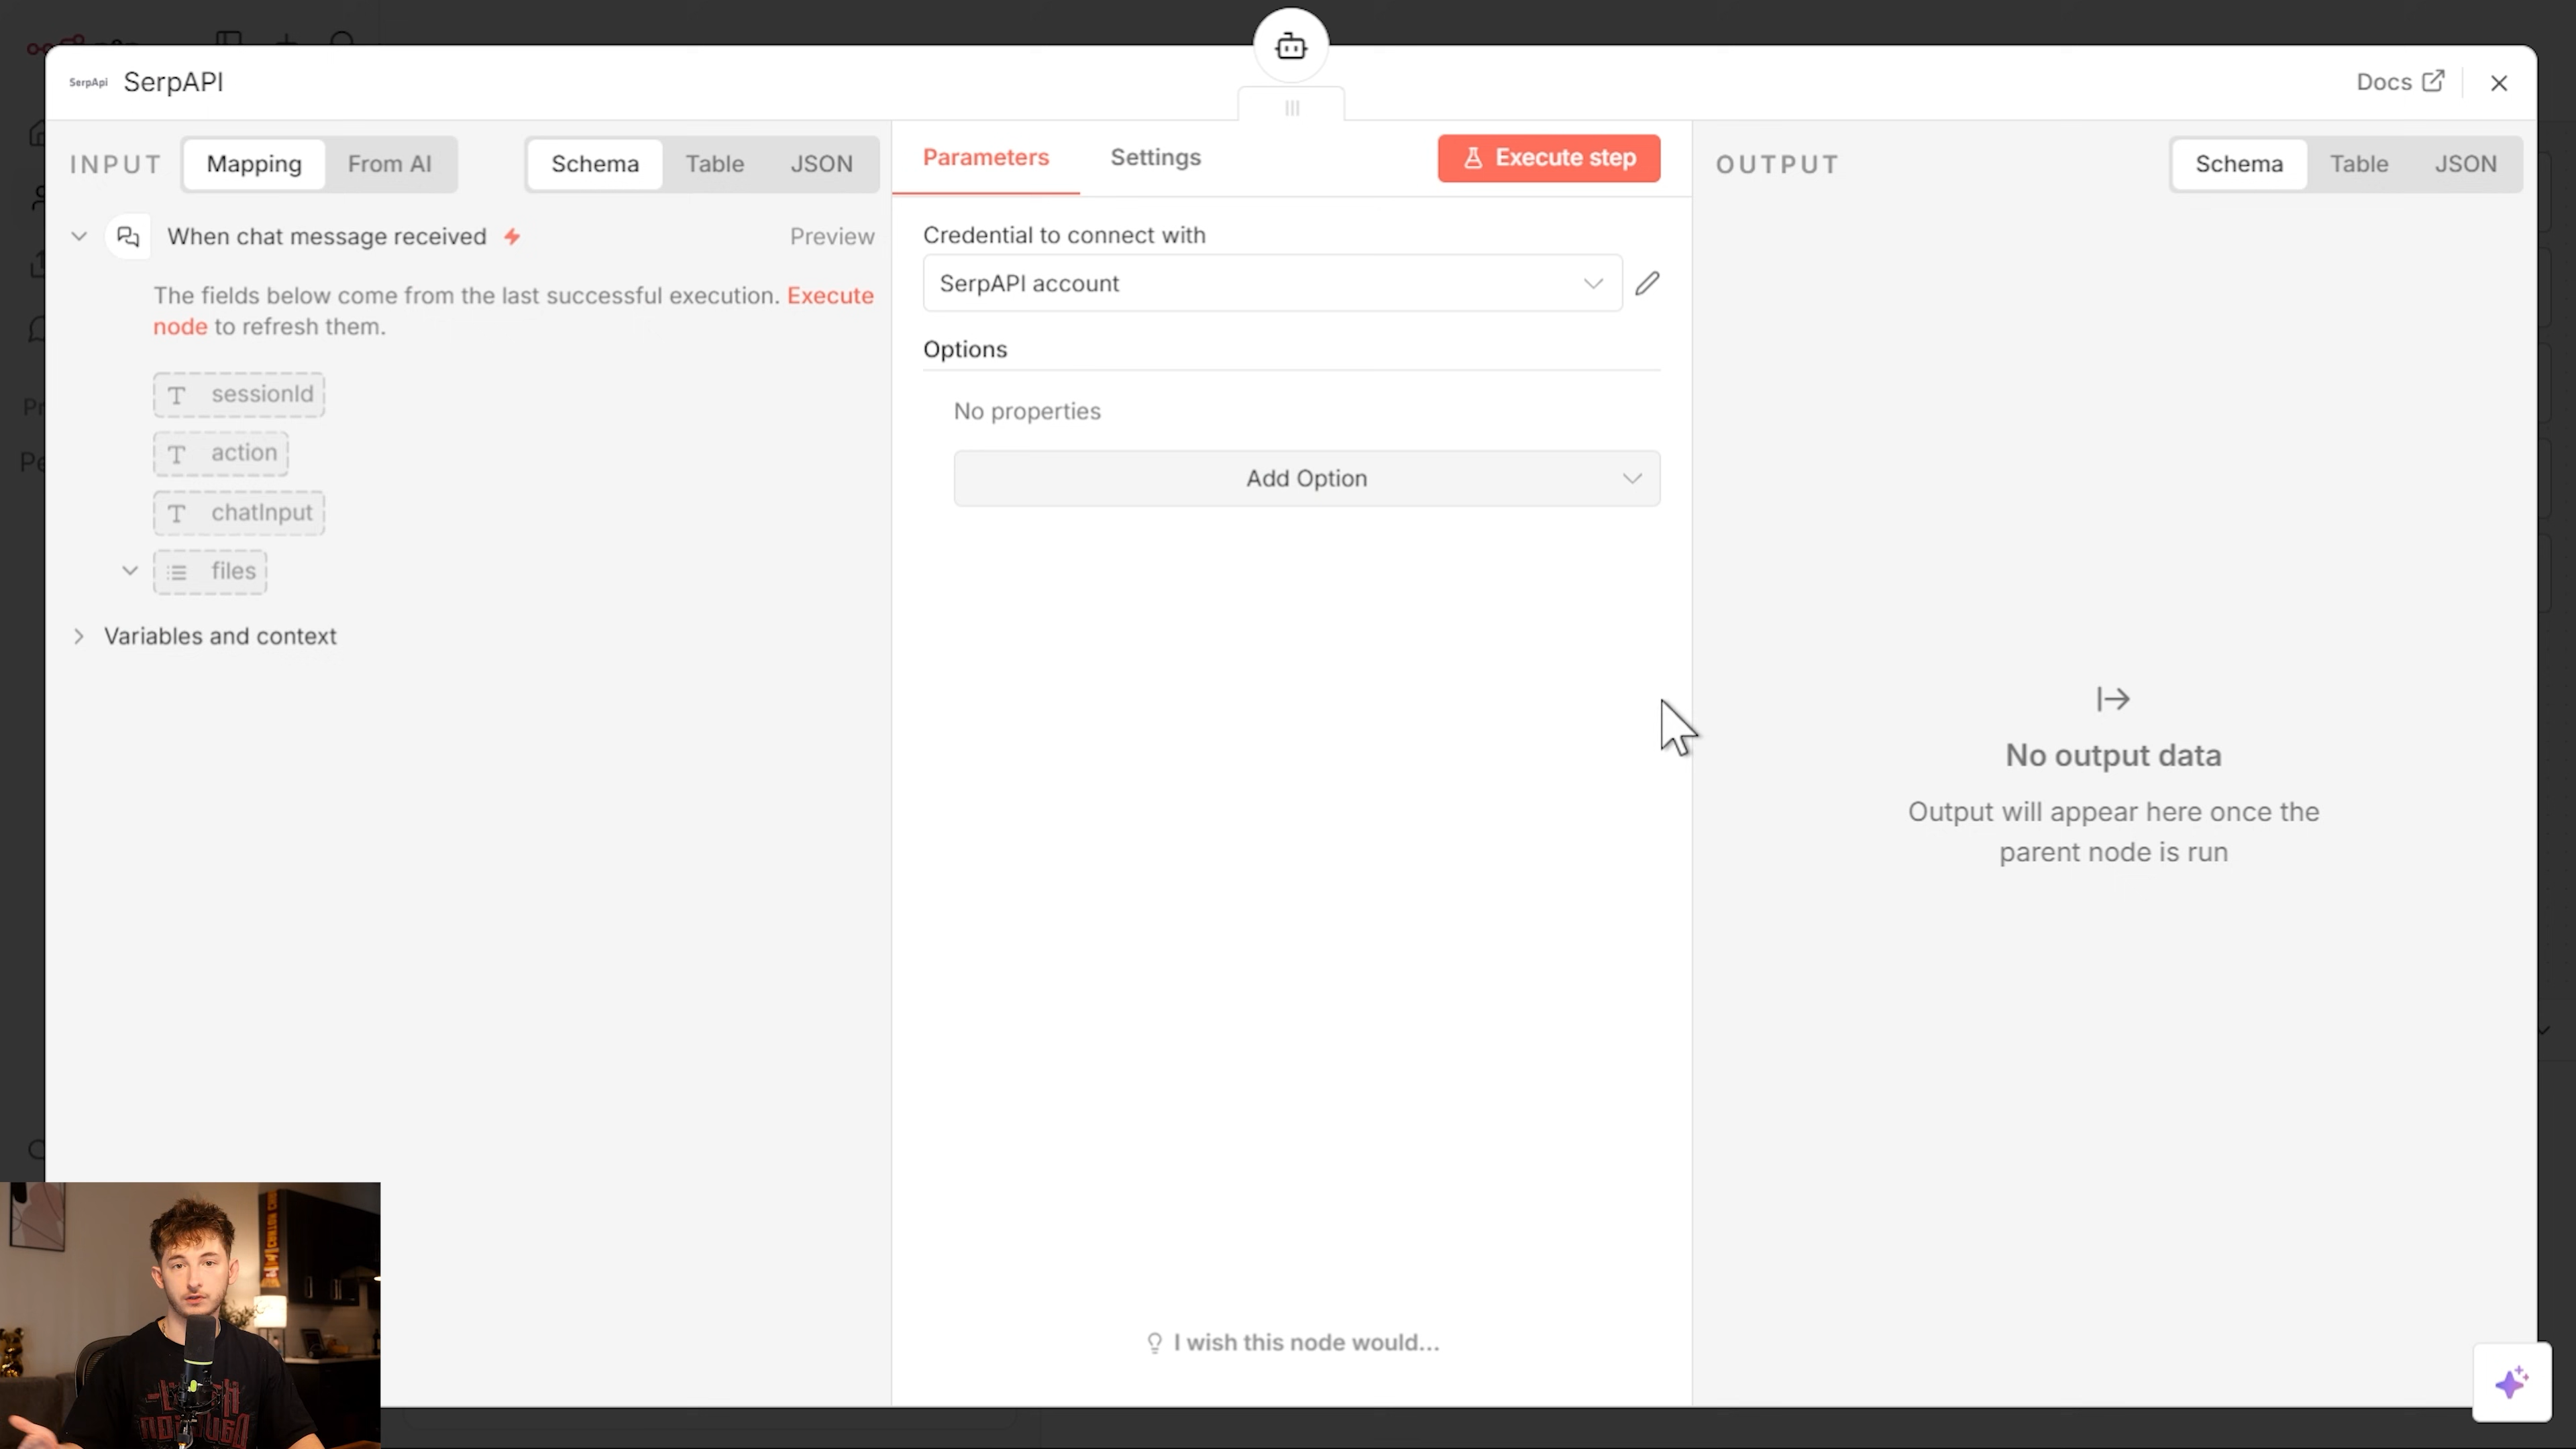 SerpApi SerpAPI
Docs
INPUT Mapping From AI Schema Table JSON
When chat message received Preview
The fields below come from the last successful execution. Execute
node to refresh them.
T sessionId
T action
T chatInput
files
Variables and context
Parameters Settings Execute step
Credential to connect with
SerpAPI account
Options
No properties
Add Option
I wish this node would...
OUTPUT Schema Table JSON
No output data
Output will appear here once the
parent node is run
Pr
Pe